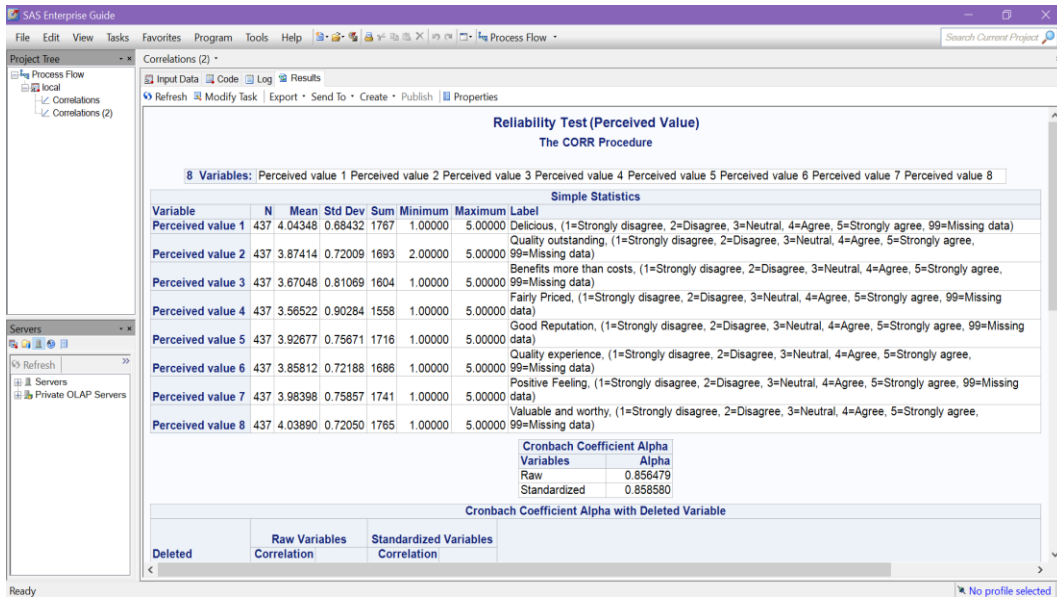 SAS Enterprise Guide
File Edit View Tasks Favorites Program Tools Help Process Flow
Search Current Project
Project Tree
Process Flow
local
Correlations
Correlations (2)
Servers
Refresh
Servers
Private OLAP Servers
Correlations (2)
Input Data Code Log Results
Refresh Modify Task Export Send To Create Publish Properties
Reliability Test (Perceived Value)
The CORR Procedure
8 Variables: Perceived value 1 Perceived value 2 Perceived value 3 Perceived value 4 Perceived value 5 Perceived value 6 Perceived value 7 Perceived value 8
Simple Statistics
Variable N Mean Std Dev Sum Minimum Maximum Label
Perceived value 1 437 4.04348 0.68432 1767 1.00000 5.00000 Delicious, (1=Strongly disagree, 2=Disagree, 3=Neutral, 4=Agree, 5=Strongly agree, 99=Missing data)
Quality outstanding, (1=Strongly disagree, 2=Disagree, 3=Neutral, 4=Agree, 5=Strongly agree,
Perceived value 2 437 3.87414 0.72009 1693 2.00000 5.00000 99=Missing data)
Benefits more than costs, (1=Strongly disagree, 2=Disagree, 3=Neutral, 4=Agree, 5=Strongly agree,
Perceived value 3 437 3.67048 0.81069 1604 1.00000 5.00000 99=Missing data)
Fairly Priced, (1=Strongly disagree, 2=Disagree, 3=Neutral, 4=Agree, 5=Strongly agree, 99=Missing
Perceived value 4 437 3.56522 0.90284 1558 1.00000 5.00000 data)
Good Reputation, (1=Strongly disagree, 2=Disagree, 3=Neutral, 4=Agree, 5=Strongly agree, 99=Missing
Perceived value 5 437 3.92677 0.75671 1716 1.00000 5.00000 data)
Quality experience, (1=Strongly disagree, 2=Disagree, 3=Neutral, 4=Agree, 5=Strongly agree,
Perceived value 6 437 3.85812 0.72188 1686 1.00000 5.00000 99=Missing data)
Positive Feeling, (1=Strongly disagree, 2=Disagree, 3=Neutral, 4=Agree, 5=Strongly agree, 99=Missing
Perceived value 7 437 3.98398 0.75857 1741 1.00000 5.00000 data)
Valuable and worthy, (1=Strongly disagree, 2=Disagree, 3=Neutral, 4=Agree, 5=Strongly agree,
Perceived value 8 437 4.03890 0.72050 1765 1.00000 5.00000 99=Missing data)
Cronbach Coefficient Alpha
Variables Alpha
Raw 0.856479
Standardized 0.858580
Cronbach Coefficient Alpha with Deleted Variable
Raw Variables Standardized Variables
Deleted Correlation Correlation
Ready
No profile selected